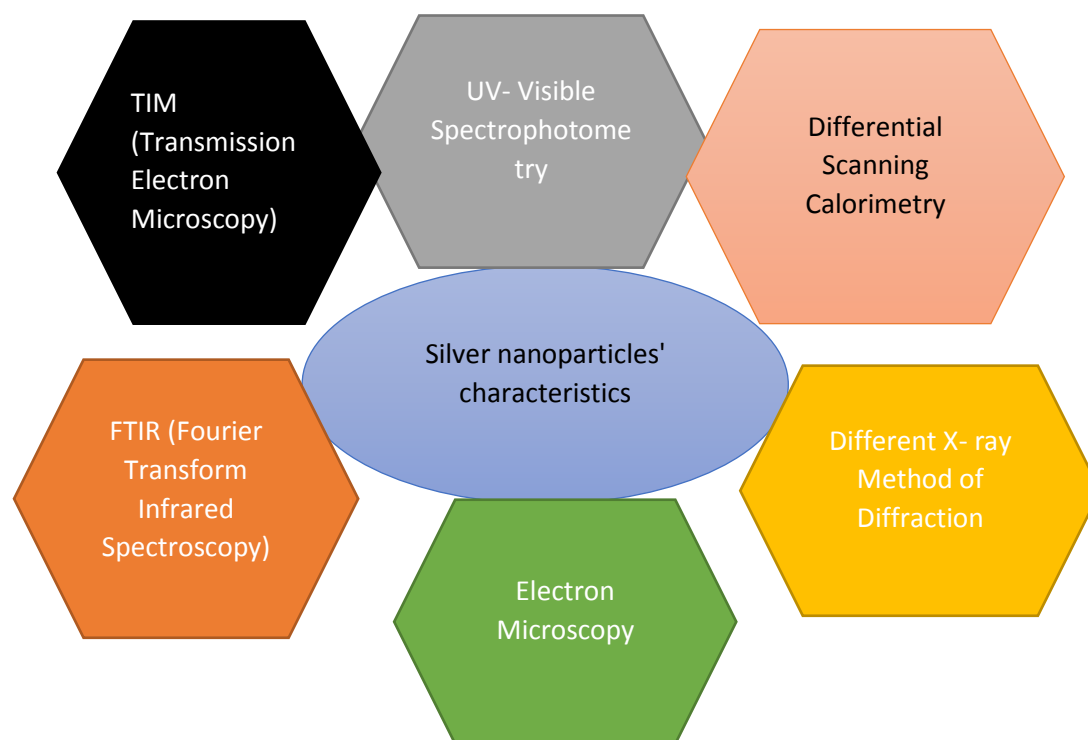 TIM
(Transmission
Electron
Microscopy)
UV- Visible
Spectrophotome
try
Differential
Scanning
Calorimetry
Silver nanoparticles'
characteristics
FTIR (Fourier
Transform
Infrared
Spectroscopy)
Different X- ray
Method of
Diffraction
Electron
Microscopy